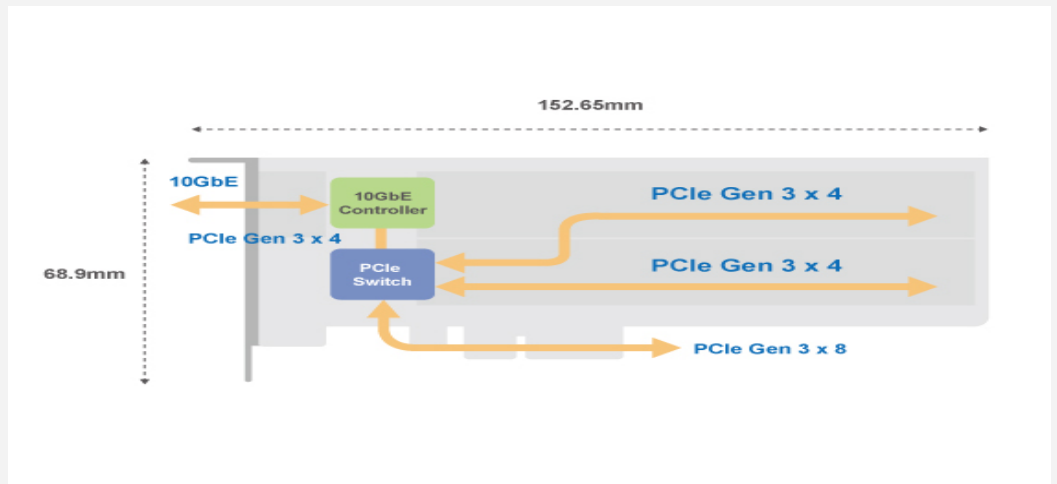 152.65mm
10GbE
10GbE
Controller
PCIe Gen 3 x 4
PCIe Gen 3 x 4
68.9mm
PCIe
Switch
PCIe Gen 3 x 4
PCIe Gen 3 x 8